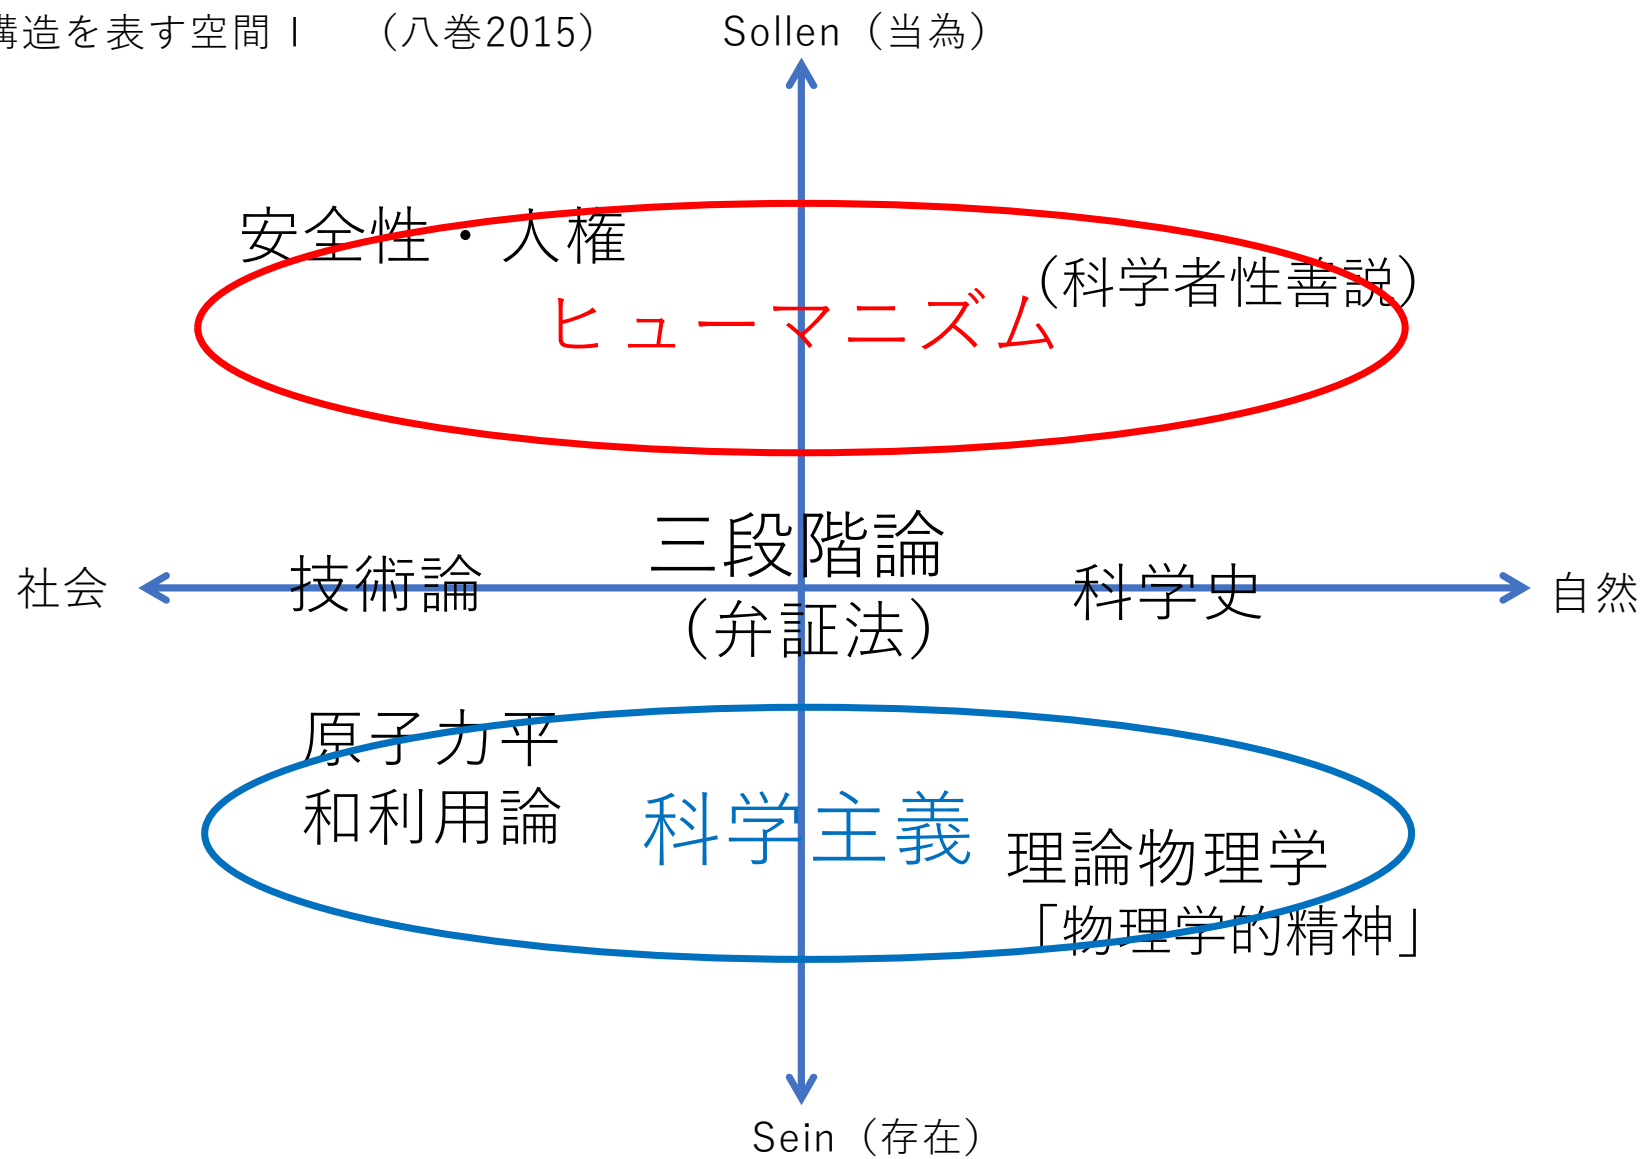 構造を表す空間Ⅰ　（八巻2015）
Sollen（当為）
安全性・人権
（科学者性善説）
ヒューマニズム
三段階論
（弁証法）
社会
技術論
科学史
自然
原子力平
和利用論
科学主義
理論物理学
「物理学的精神」
Sein（存在）